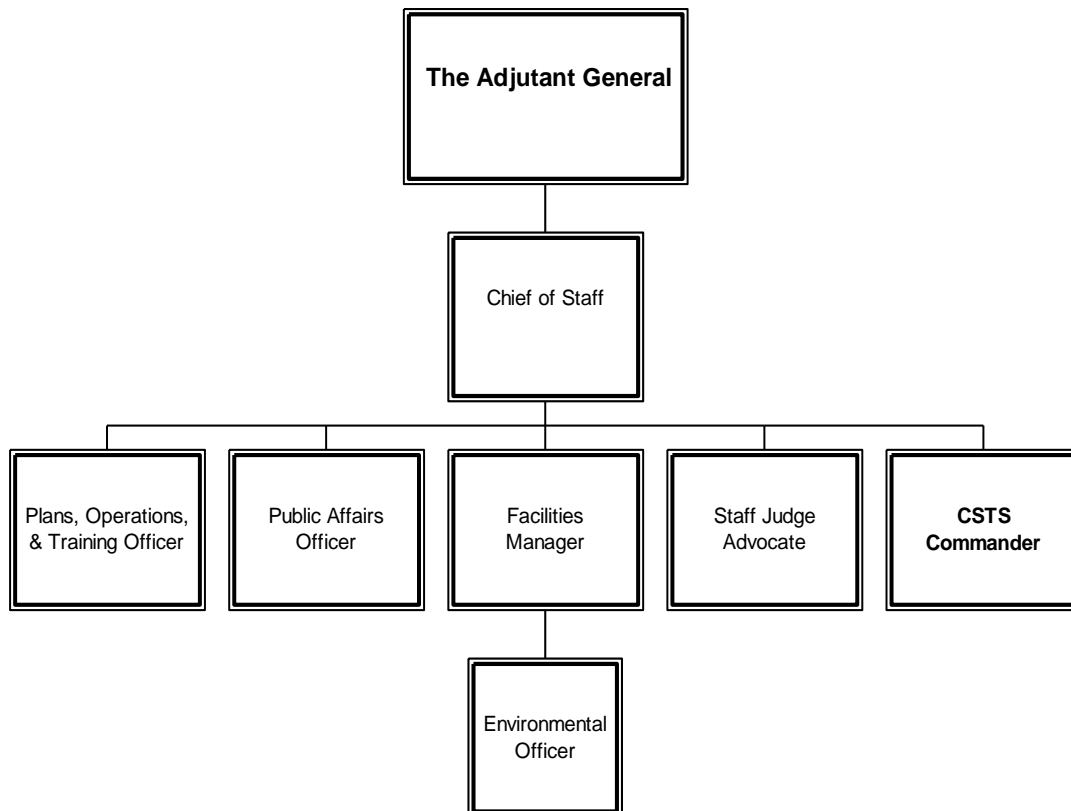 The Adjutant General
Chief of Staff
Plans, Operations,
& Training Officer
Public Affairs
Officer
Facilities
Manager
Staff Judge
Advocate
CSTS
Commander
Environmental
Officer